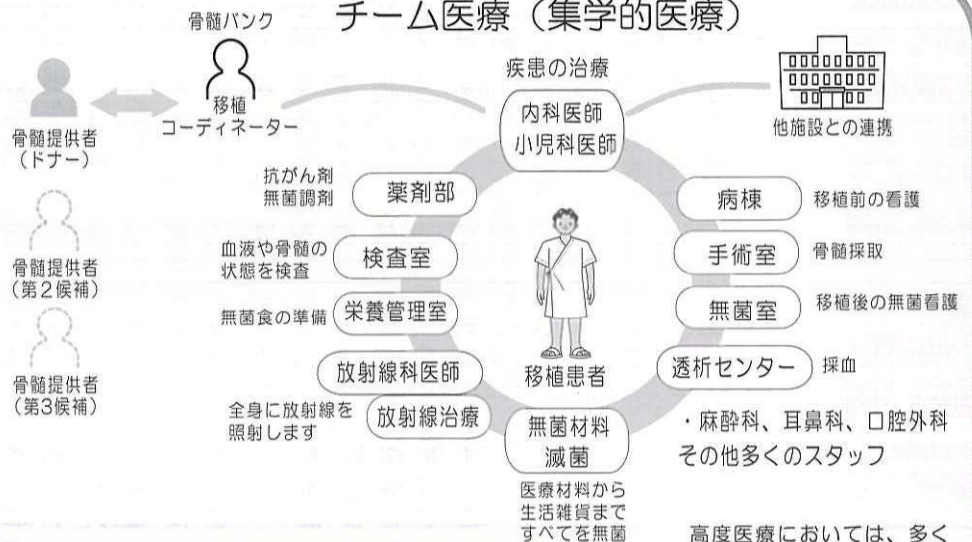 チーム医療（集学的医療）
骨髄バンク
移植
コーディネーター
骨髄提供者
（ドナー）
骨髄提供者
（第2候補）
骨髄提供者
（第3候補）
疾患の治療
内科医師
小児科医師
他施設との連携
抗がん剤
無菌調剤
薬剤部
血液や骨髄の
状態を検査
検査室
無菌食の準備
栄養管理室
放射線科医師
全身に放射線を
照射します
放射線治療
移植患者
病棟
移植前の看護
手術室
骨髄採取
無菌室
移植後の無菌看護
透析センター
採血
無菌材料
滅菌
医療材料から
生活雑貨まで
すべてを無菌
・麻酔科、耳鼻科、口腔外科
その他多くのスタッフ
高度医療においては、多く